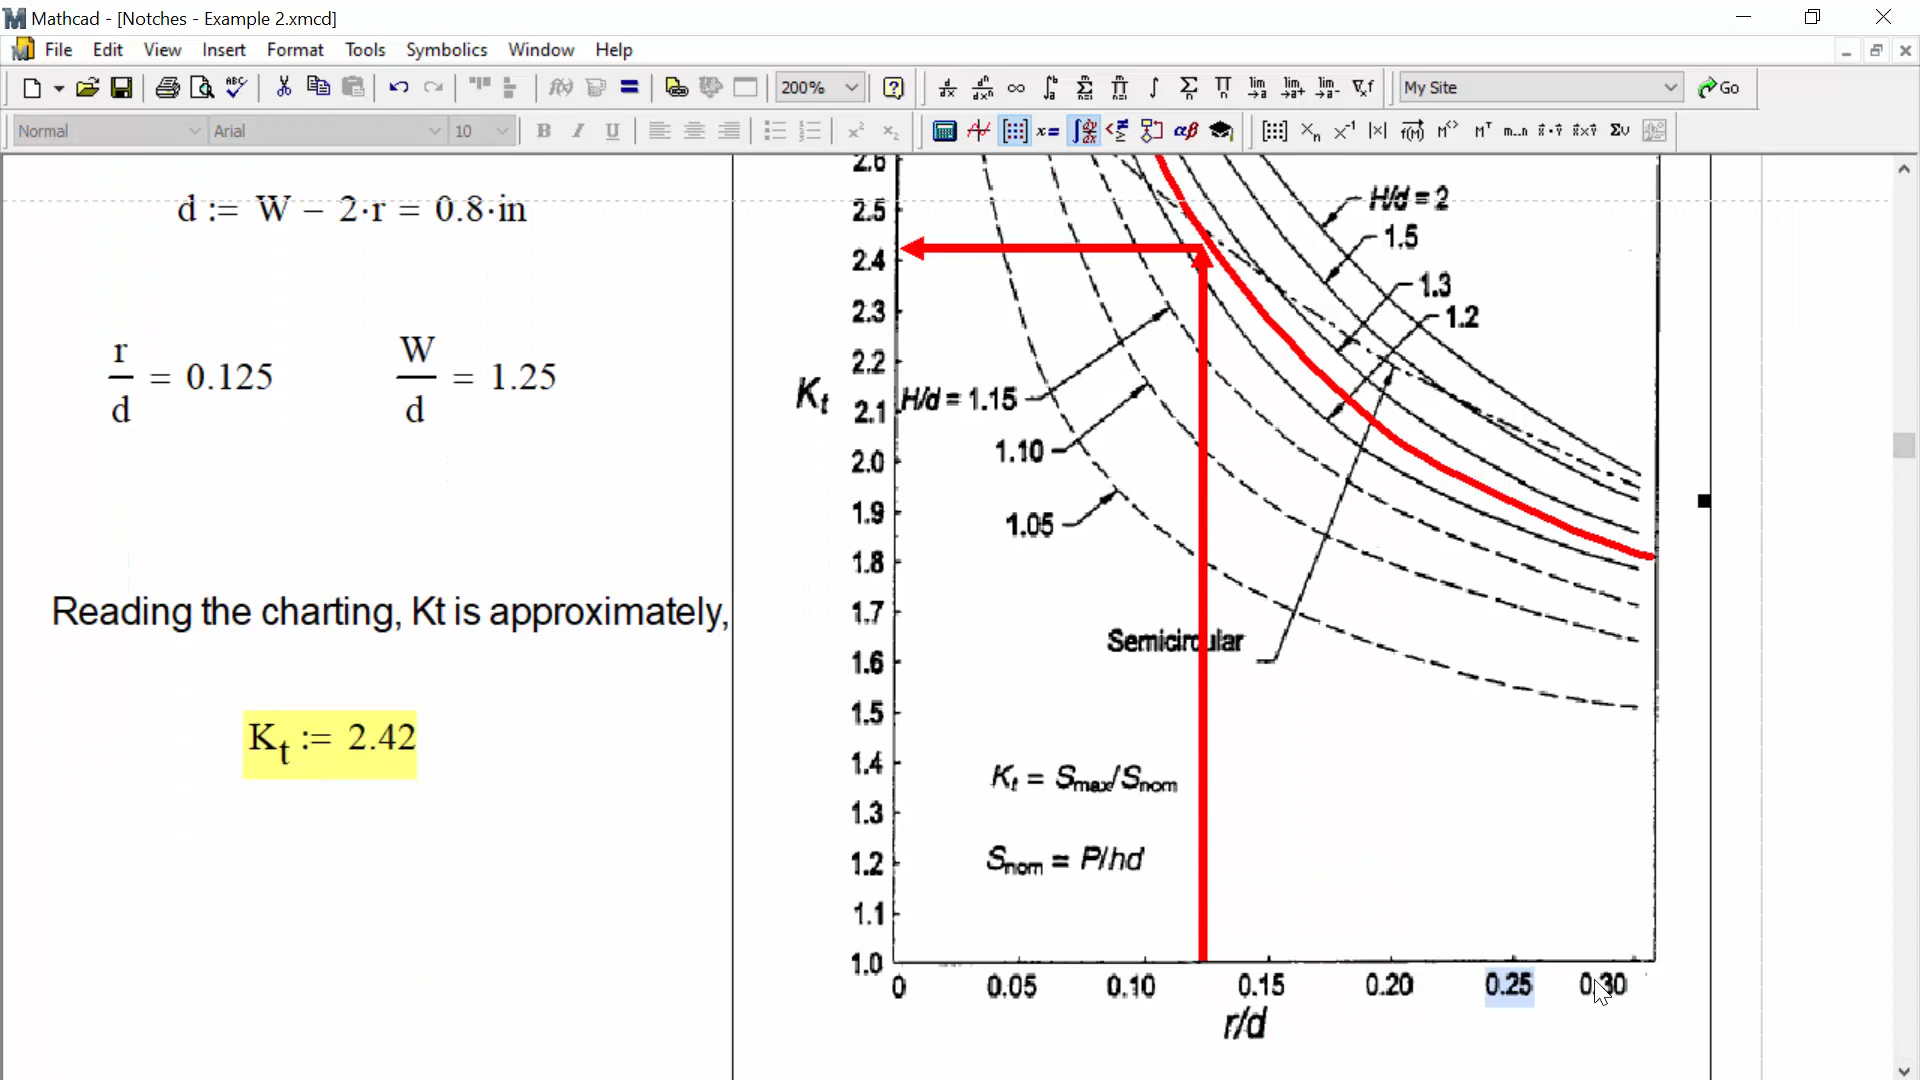 Mathcad - [Notches - Example 2.xmcd]
File Edit View Insert Format Tools Symbolics Window Help
200% My Site Go
Normal Arial 10 B I U
d := W − 2·r = 0.8·in
r/d = 0.125 W/d = 1.25
Reading the charting, Kt is approximately,
Kt := 2.42
2.6
2.5
2.4
2.3
2.2
2.1
2.0
1.9
1.8
1.7
1.6
1.5
1.4
1.3
1.2
1.1
1.0
Kt
H/d = 2
1.5
1.3
1.2
H/d = 1.15
1.10
1.05
Semicircular
Kt = Smax/Snom
Snom = P/hd
0 0.05 0.10 0.15 0.20 0.25 0.30
r/d